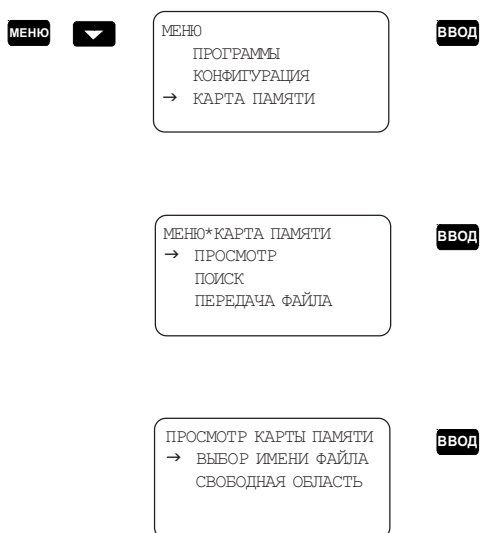 МЕНЮ
МЕНЮ
ПРОГРАММЫ
КОНФИГУРАЦИЯ
→ КАРТА ПАМЯТИ
ВВОД
МЕНЮ*КАРТА ПАМЯТИ
→ ПРОСМОТР
ПОИСК
ПЕРЕДАЧА ФАЙЛА
ВВОД
ПРОСМОТР КАРТЫ ПАМЯТИ
→ ВЫБОР ИМЕНИ ФАЙЛА
СВОБОДНАЯ ОБЛАСТЬ
ВВОД